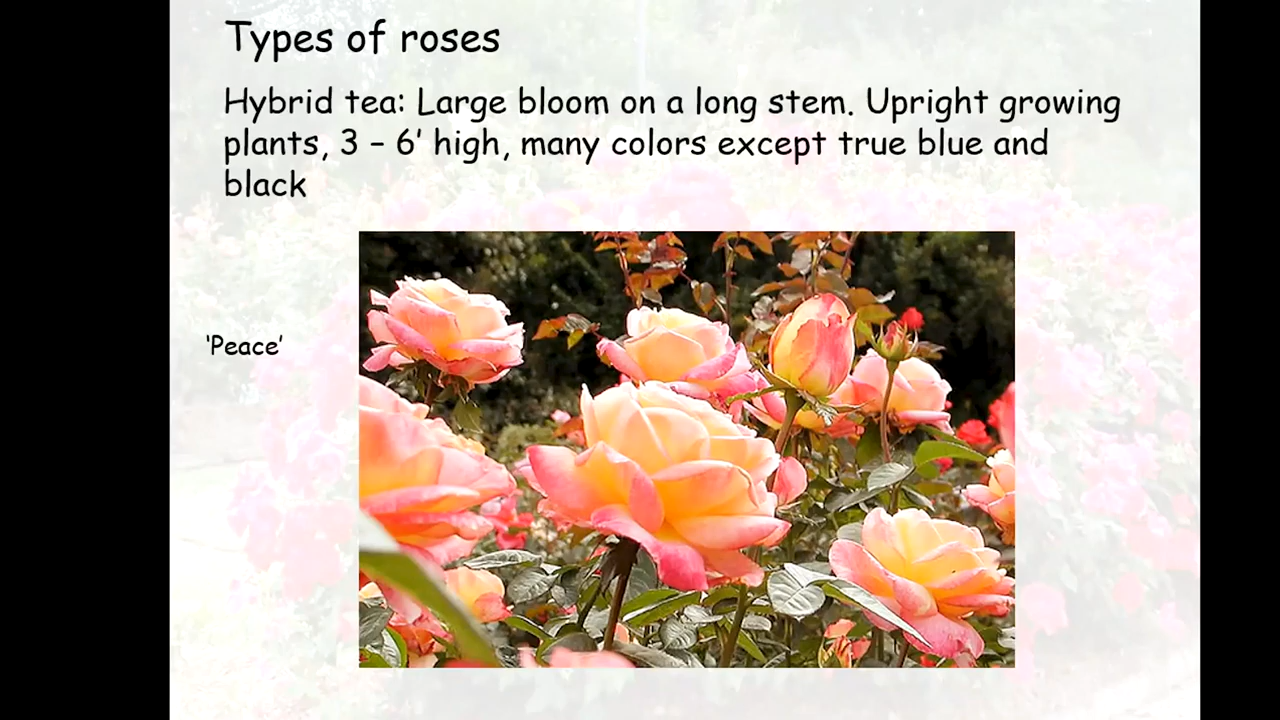 Types of roses
Hybrid tea: Large bloom on a long stem. Upright growing
plants, 3 – 6’ high, many colors except true blue and
black
‘Peace’